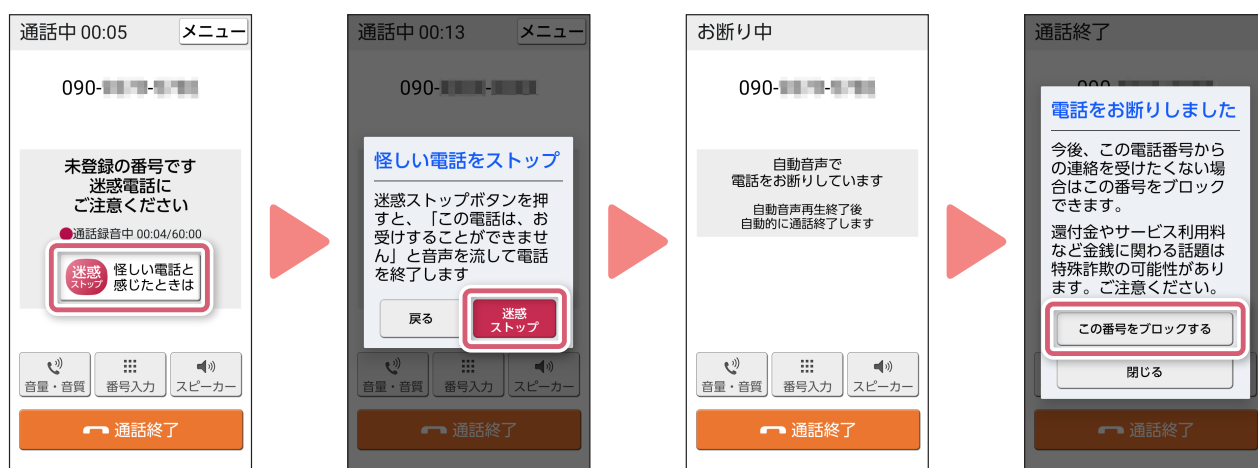 通話中 00:05
メニュー
090-
未登録の番号です
迷惑電話に
ご注意ください
通話録音中 00:04/60:00
迷惑
ストップ
怪しい電話と
感じたときは
音量・音質
番号入力
スピーカー
通話終了
通話中 00:13
メニュー
090-
怪しい電話をストップ
迷惑ストップボタンを押
すと、「この電話は、お
受けすることができませ
ん」と音声を流して電話
を終了します
戻る
迷惑
ストップ
音量・音質
番号入力
スピーカー
通話終了
お断り中
090-
自動音声で
電話をお断りしています
自動音声再生終了後
自動的に通話終了します
音量・音質
番号入力
スピーカー
通話終了
通話終了
電話をお断りしました
今後、この電話番号から
の連絡を受けたくない場
合はこの番号をブロック
できます。
還付金やサービス利用料
など金銭に関わる話題は
特殊詐欺の可能性があり
ます。ご注意ください。
この番号をブロックする
閉じる
通話終了